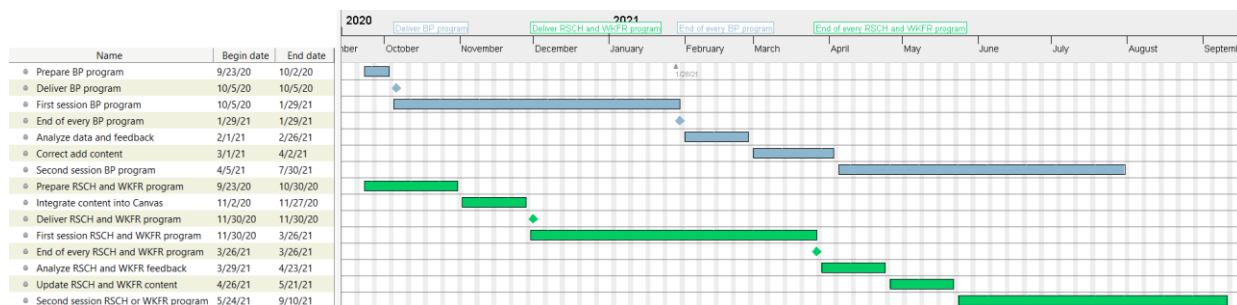 2020 2021
Deliver BP program Deliver RSCH and WKFR program End of every BP program End of every RSCH and WKFR program
Name Begin date End date mber October November December January February March April May June July August Septem
Prepare BP program 9/23/20 10/2/20
1/26/21
Deliver BP program 10/5/20 10/5/20
First session BP program 10/5/20 1/29/21
End of every BP program 1/29/21 1/29/21
Analyze data and feedback 2/1/21 2/26/21
Correct add content 3/1/21 4/2/21
Second session BP program 4/5/21 7/30/21
Prepare RSCH and WKFR program 9/23/20 10/30/20
Integrate content into Canvas 11/2/20 11/27/20
Deliver RSCH and WKFR program 11/30/20 11/30/20
First session RSCH and WKFR program 11/30/20 3/26/21
End of every RSCH and WKFR program 3/26/21 3/26/21
Analyze RSCH and WKFR feedback 3/29/21 4/23/21
Update RSCH and WKFR content 4/26/21 5/21/21
Second session RSCH or WKFR program 5/24/21 9/10/21